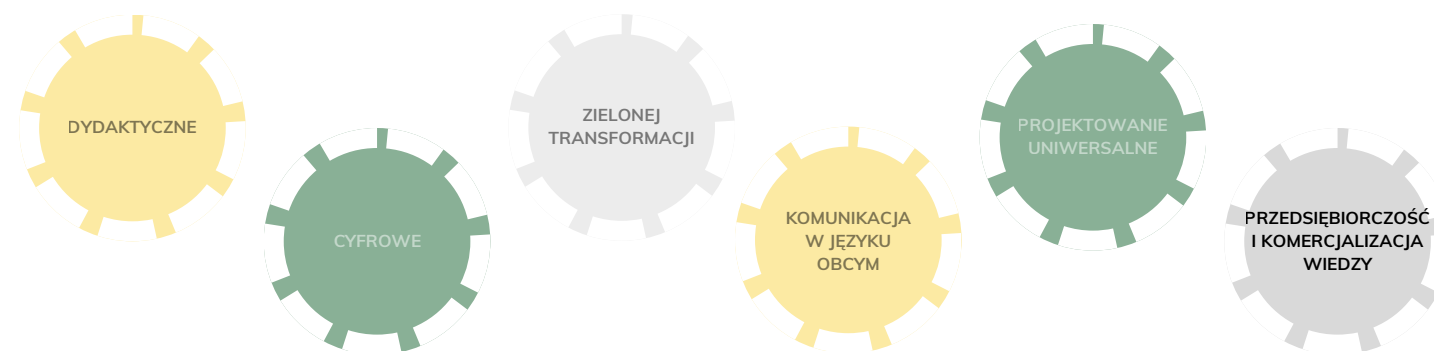 DYDAKTYCZNE
CYFROWE
ZIELONEJ
TRANSFORMACJI
KOMUNIKACJA
W JĘZYKU
OBCYM
PROJEKTOWANIE
UNIWERSALNE
PRZEDSIĘBIORCZOŚĆ
I KOMERCJALIZACJA
WIEDZY